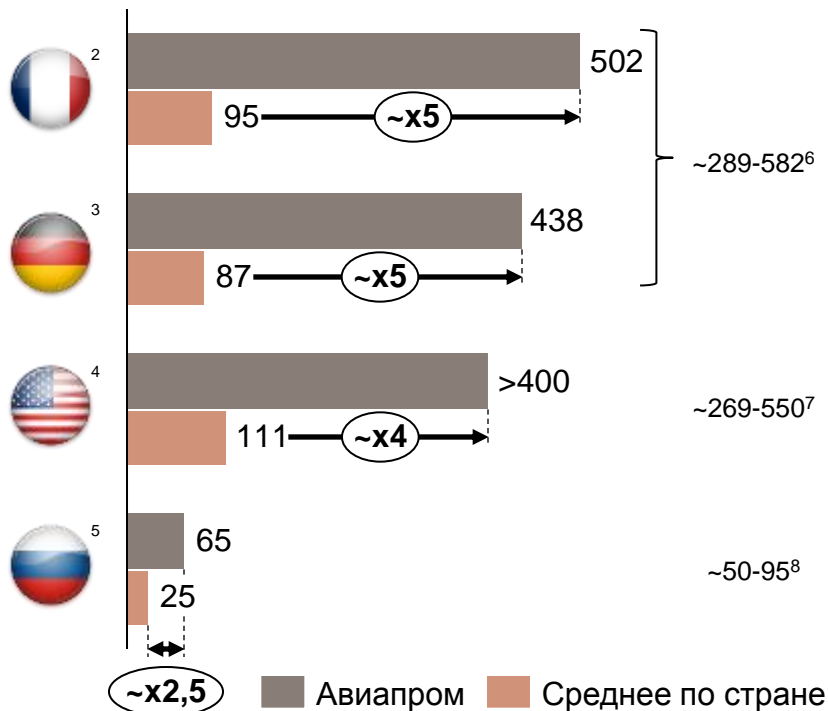 2
502
95
~x5
~289-582⁶
3
438
87
~x5
4
>400
111
~x4
~269-550⁷
5
65
25
~50-95⁸
~x2,5
Авиапром
Среднее по стране